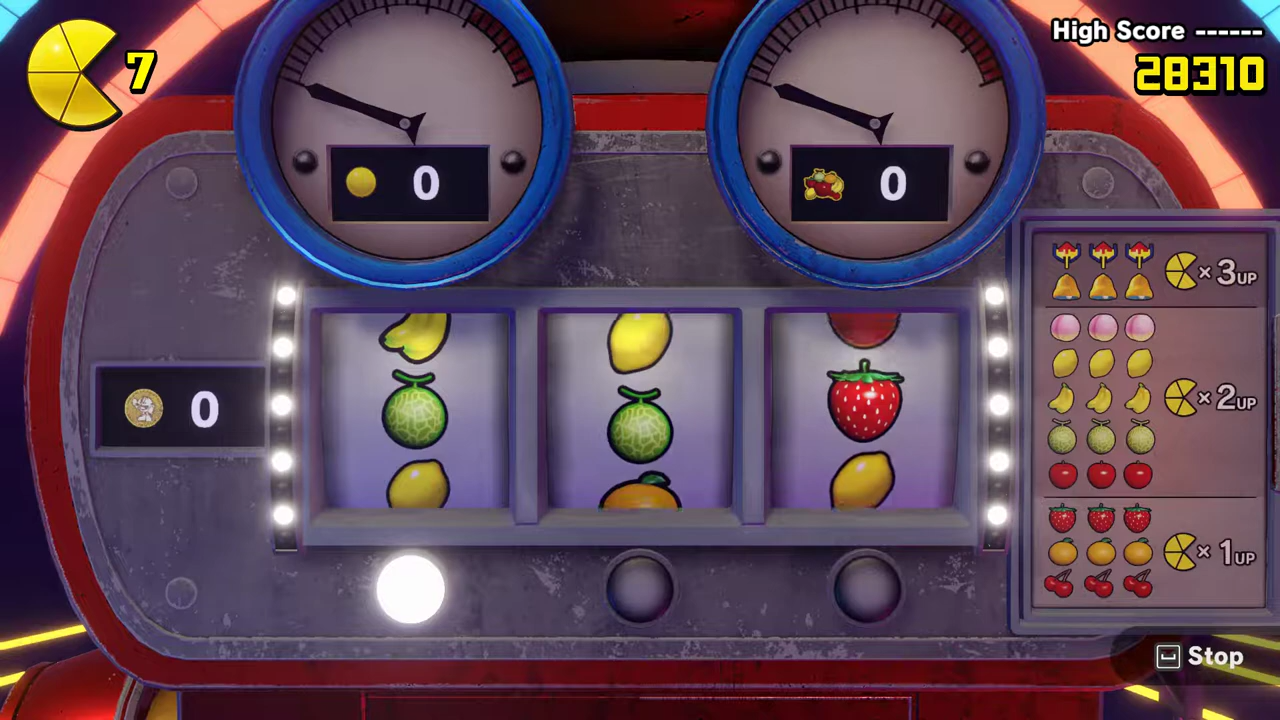 7
High Score ------
28310
0
0
0
× 3UP
× 2UP
× 1UP
Stop